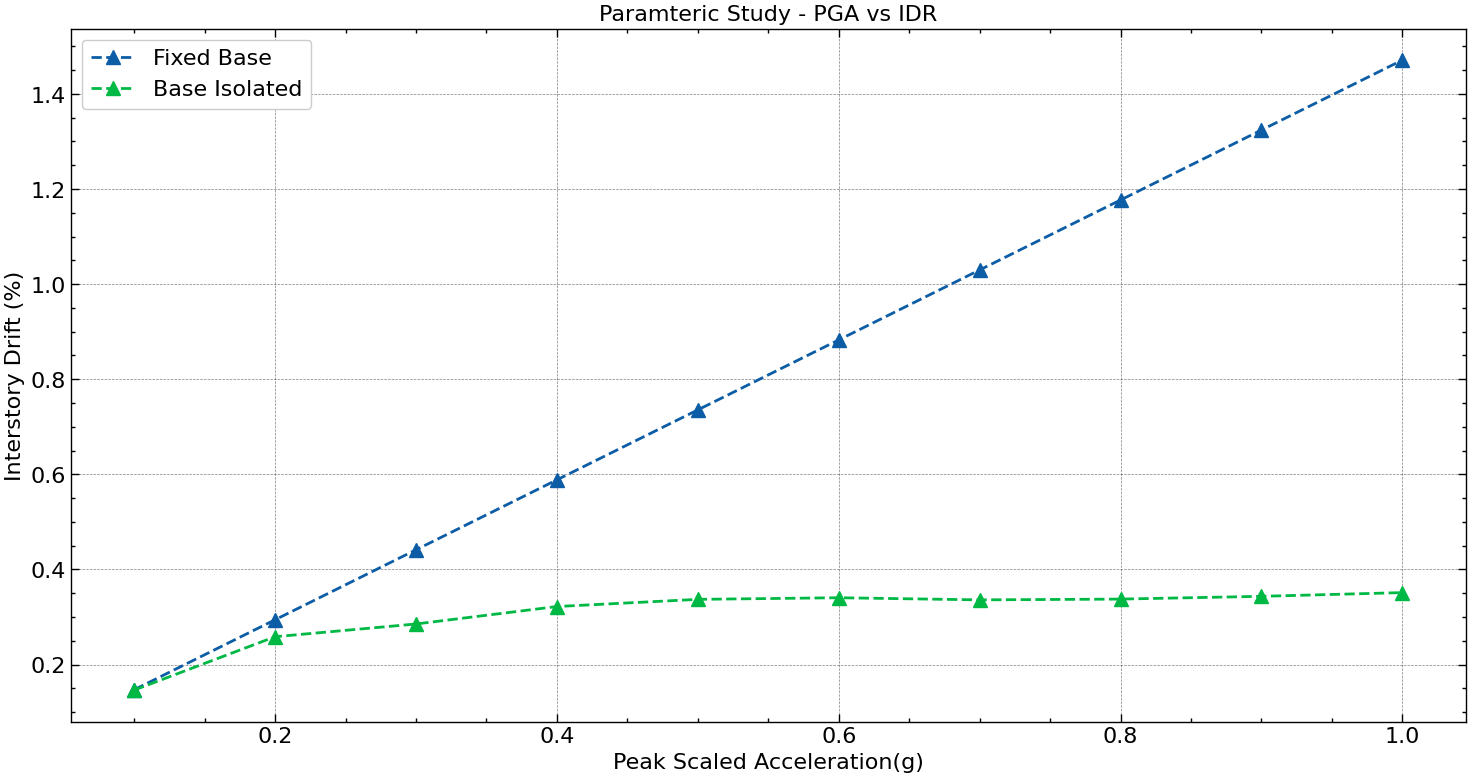 Paramteric Study - PGA vs IDR
Fixed Base
Base Isolated
1.4
1.2
1.0
0.8
0.6
0.4
0.2
Interstory Drift (%)
0.2 0.4 0.6 0.8 1.0
Peak Scaled Acceleration(g)